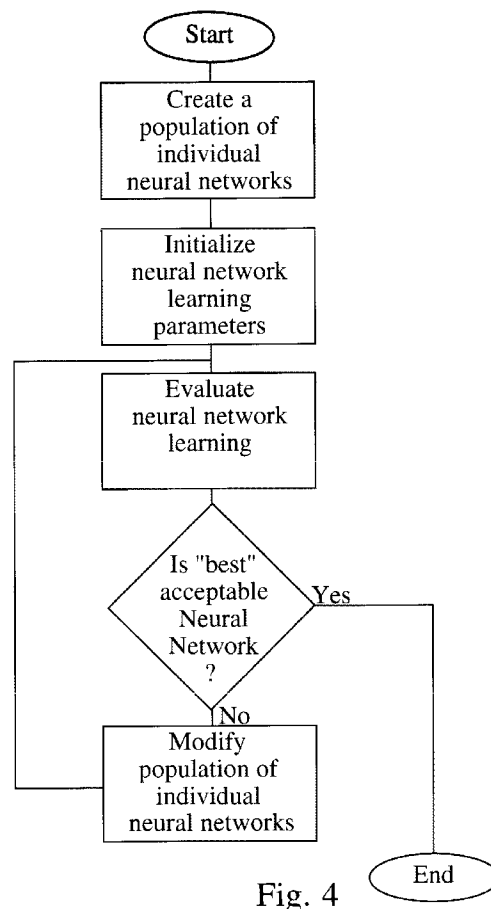 Start
Create a
population of
individual
neural networks
Initialize
neural network
learning
parameters
Evaluate
neural network
learning
Is "best"
acceptable
Neural
Network
?
Yes
No
Modify
population of
individual
neural networks
End
Fig. 4